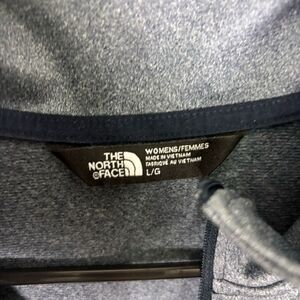 THE
NORTH
FACE
WOMENS/FEMMES
MADE IN VIETNAM
FABRIQUÉ AU VIETNAM
L/G